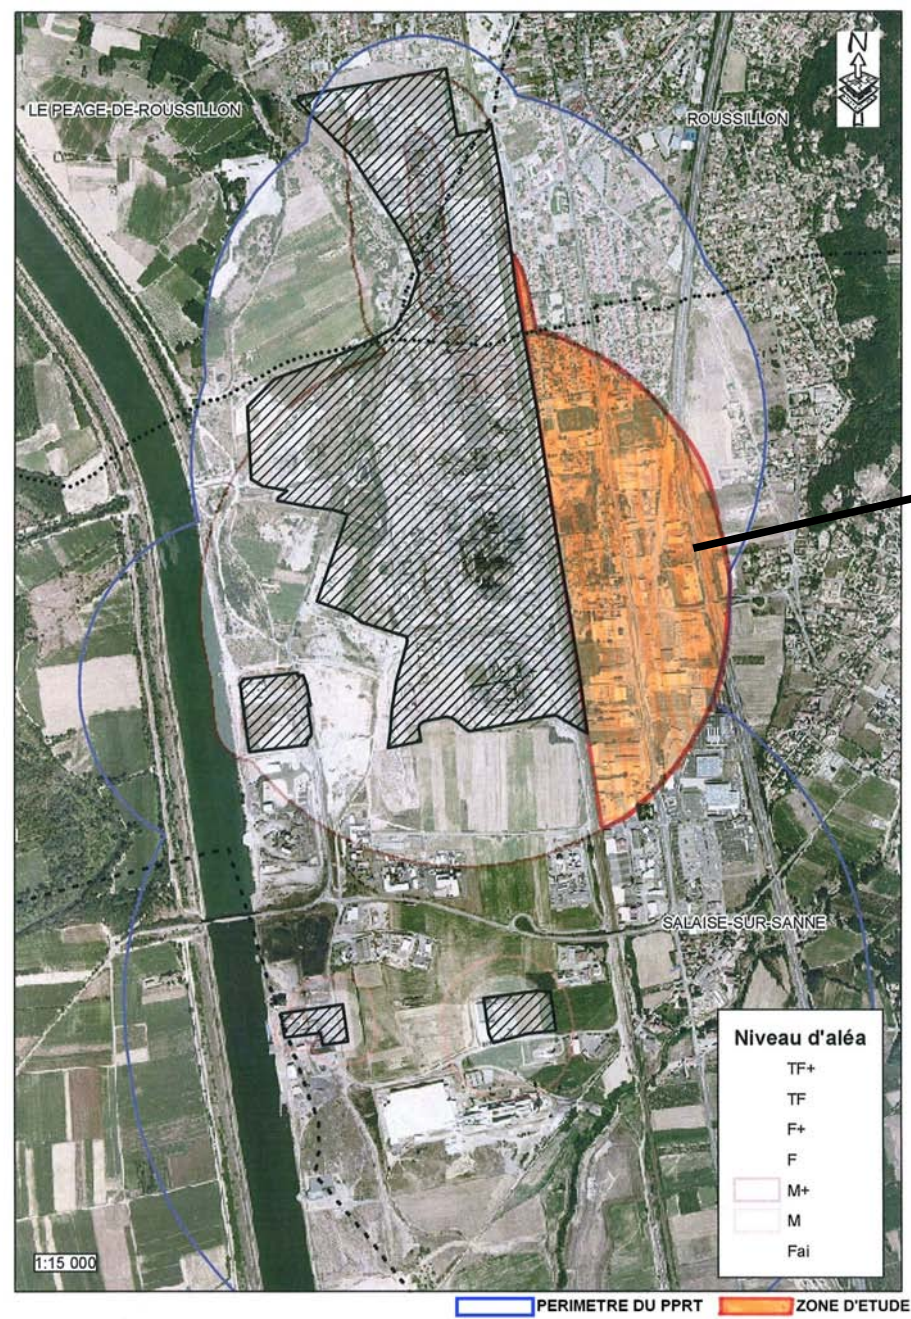 N
LE PEAGE-DE-ROUSSILLON
ROUSSILLON
SALAISE-SUR-SANNE
Niveau d'aléa
TF+
TF
F+
F
M+
M
Fai
1:15 000
PERIMETRE DU PPRT
ZONE D'ETUDE